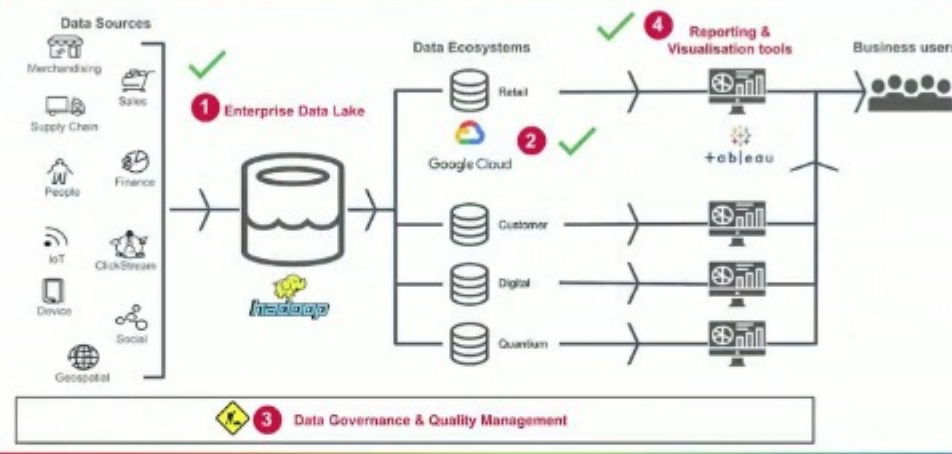 Data Sources
Merchandising
Sales
Supply Chain
People
Finance
IoT
ClickStream
Device
Social
Geospatial
1 Enterprise Data Lake
hadoop
Data Ecosystems
Retail
Google Cloud
2
Customer
Digital
Quantium
4 Reporting &
Visualisation tools
+ableau
Business users
3 Data Governance & Quality Management